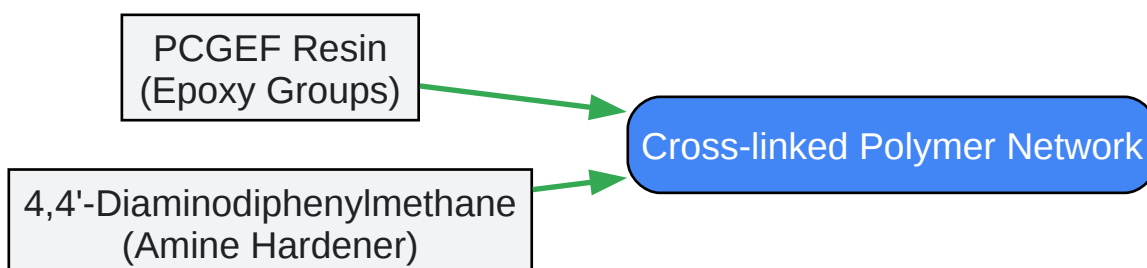 PCGEF Resin
(Epoxy Groups)
Cross-linked Polymer Network
4,4'-Diaminodiphenylmethane
(Amine Hardener)